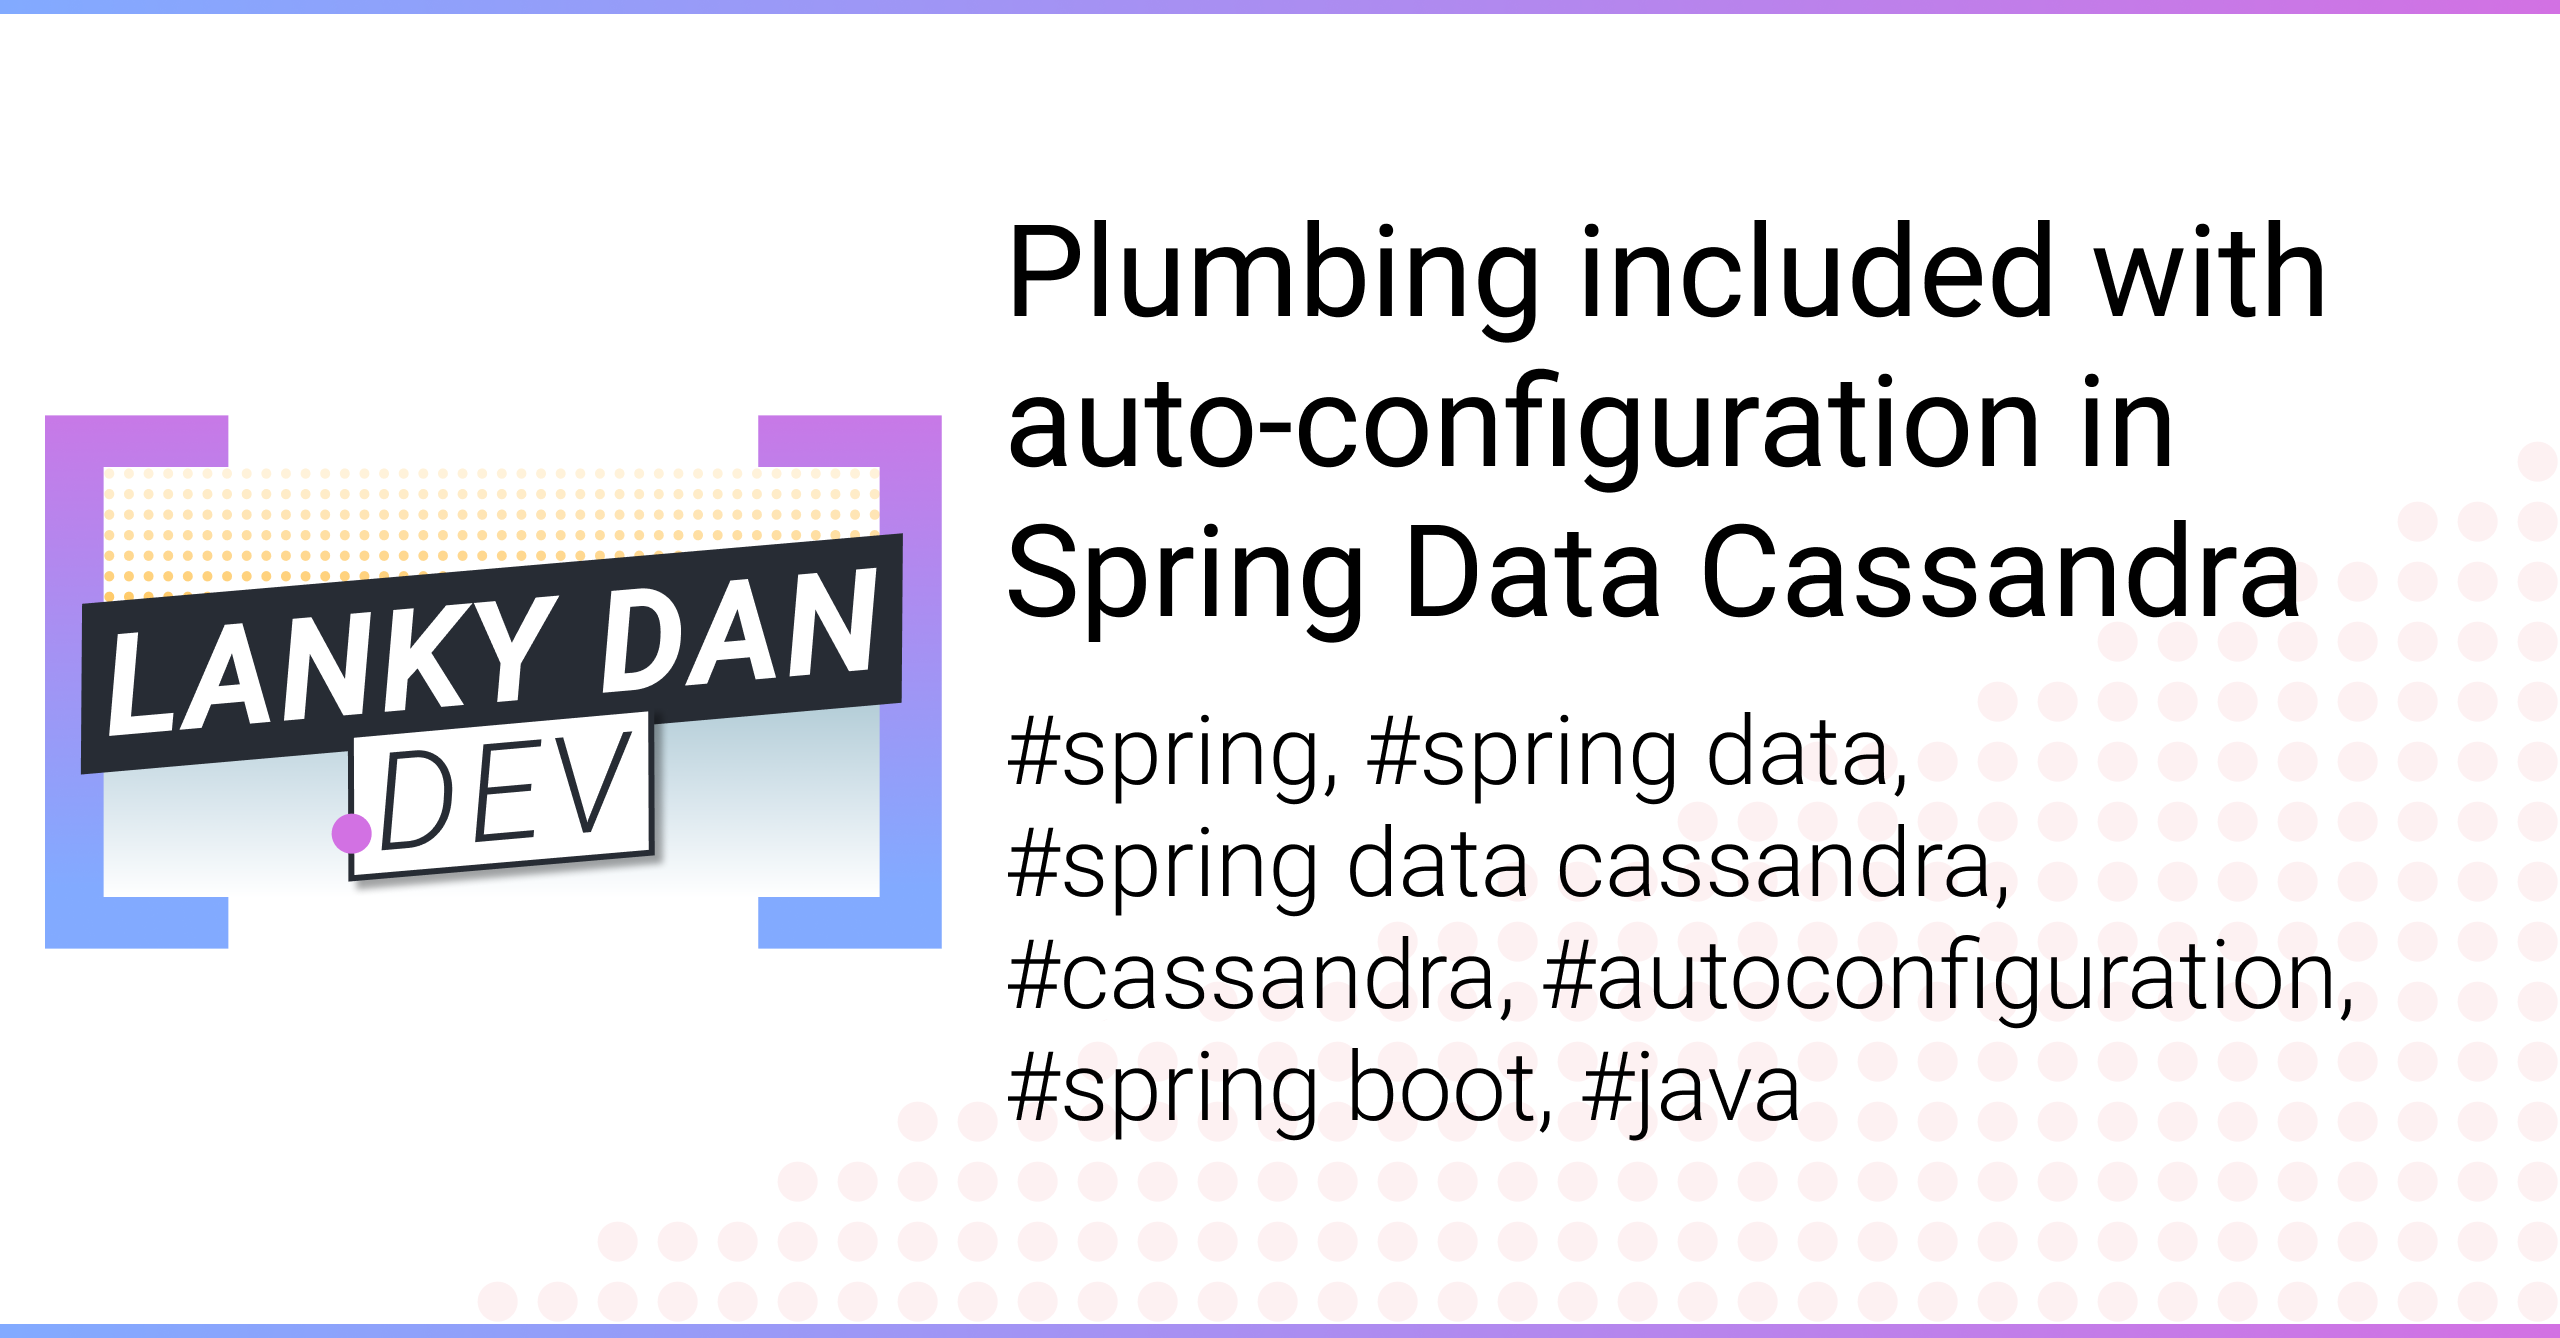 LANKY DAN
.DEV
Plumbing included with
auto-configuration in
Spring Data Cassandra
#spring, #spring data,
#spring data cassandra,
#cassandra, #autoconfiguration,
#spring boot, #java